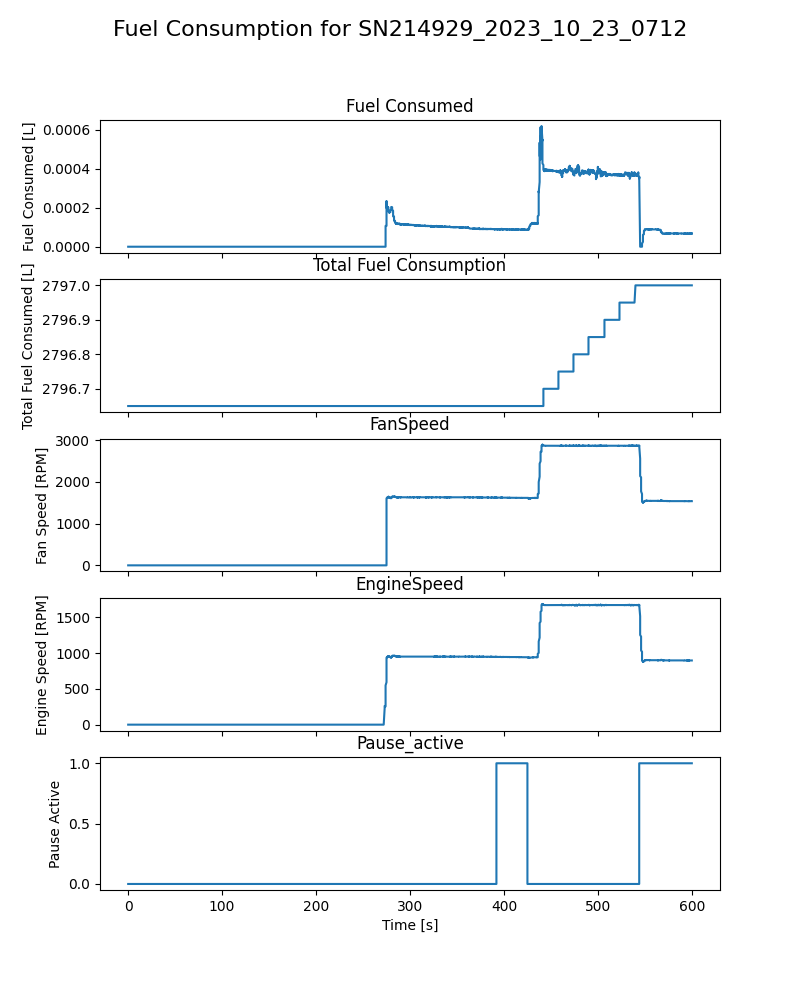 Fuel Consumption for SN214929_2023_10_23_0712
Fuel Consumed
Fuel Consumed [L]
0.0006
0.0004
0.0002
0.0000
Total Fuel Consumption
Total Fuel Consumed [L]
2797.0
2796.9
2796.8
2796.7
FanSpeed
Fan Speed [RPM]
3000
2000
1000
0
EngineSpeed
Engine Speed [RPM]
1500
1000
500
0
Pause_active
Pause Active
1.0
0.5
0.0
0 100 200 300 400 500 600
Time [s]